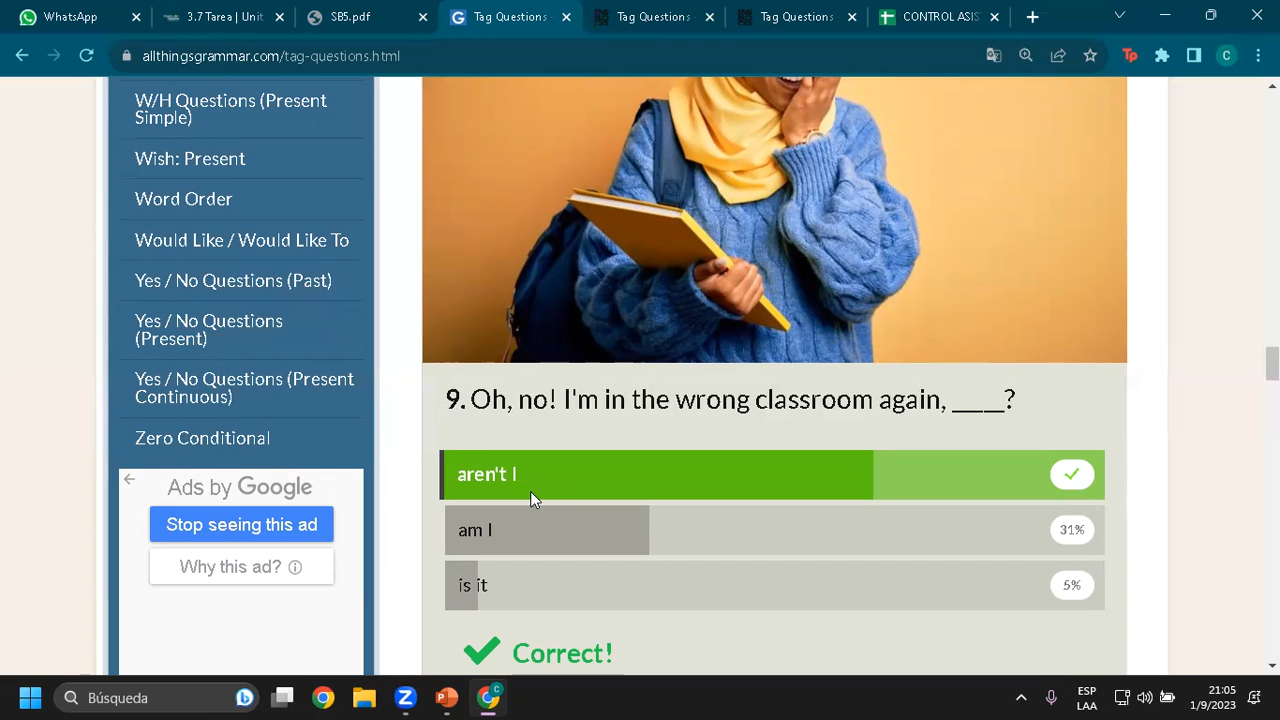 WhatsApp
3.7 Tarea | Unit
SB5.pdf
Tag Questions -
Tag Questions -
Tag Questions -
CONTROL ASIS
allthingsgrammar.com/tag-questions.html
C
W/H Questions (Present
Simple)
Wish: Present
Word Order
Would Like / Would Like To
Yes / No Questions (Past)
Yes / No Questions
(Present)
Yes / No Questions (Present
Continuous)
Zero Conditional
Ads by Google
Stop seeing this ad
Why this ad?
9. Oh, no! I'm in the wrong classroom again, _____?
aren't I
am I
31%
is it
5%
Correct!
Búsqueda
ESP
LAA
21:05
1/9/2023